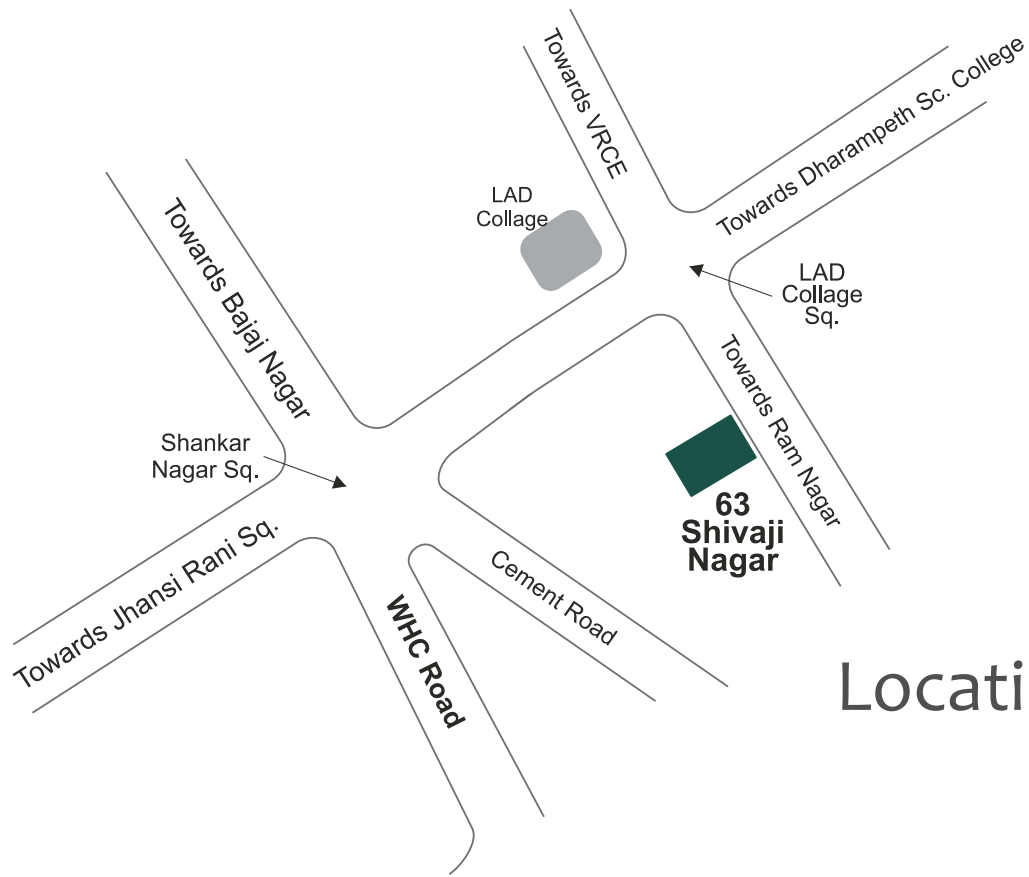 Towards VRCE
Towards Dharampeth Sc. College
LAD
Collage
Towards Bajaj Nagar
LAD
Collage
Sq.
Towards Ram Nagar
Shankar
Nagar Sq.
63
Shivaji
Nagar
Towards Jhansi Rani Sq.
Cement Road
WHC Road
Locati